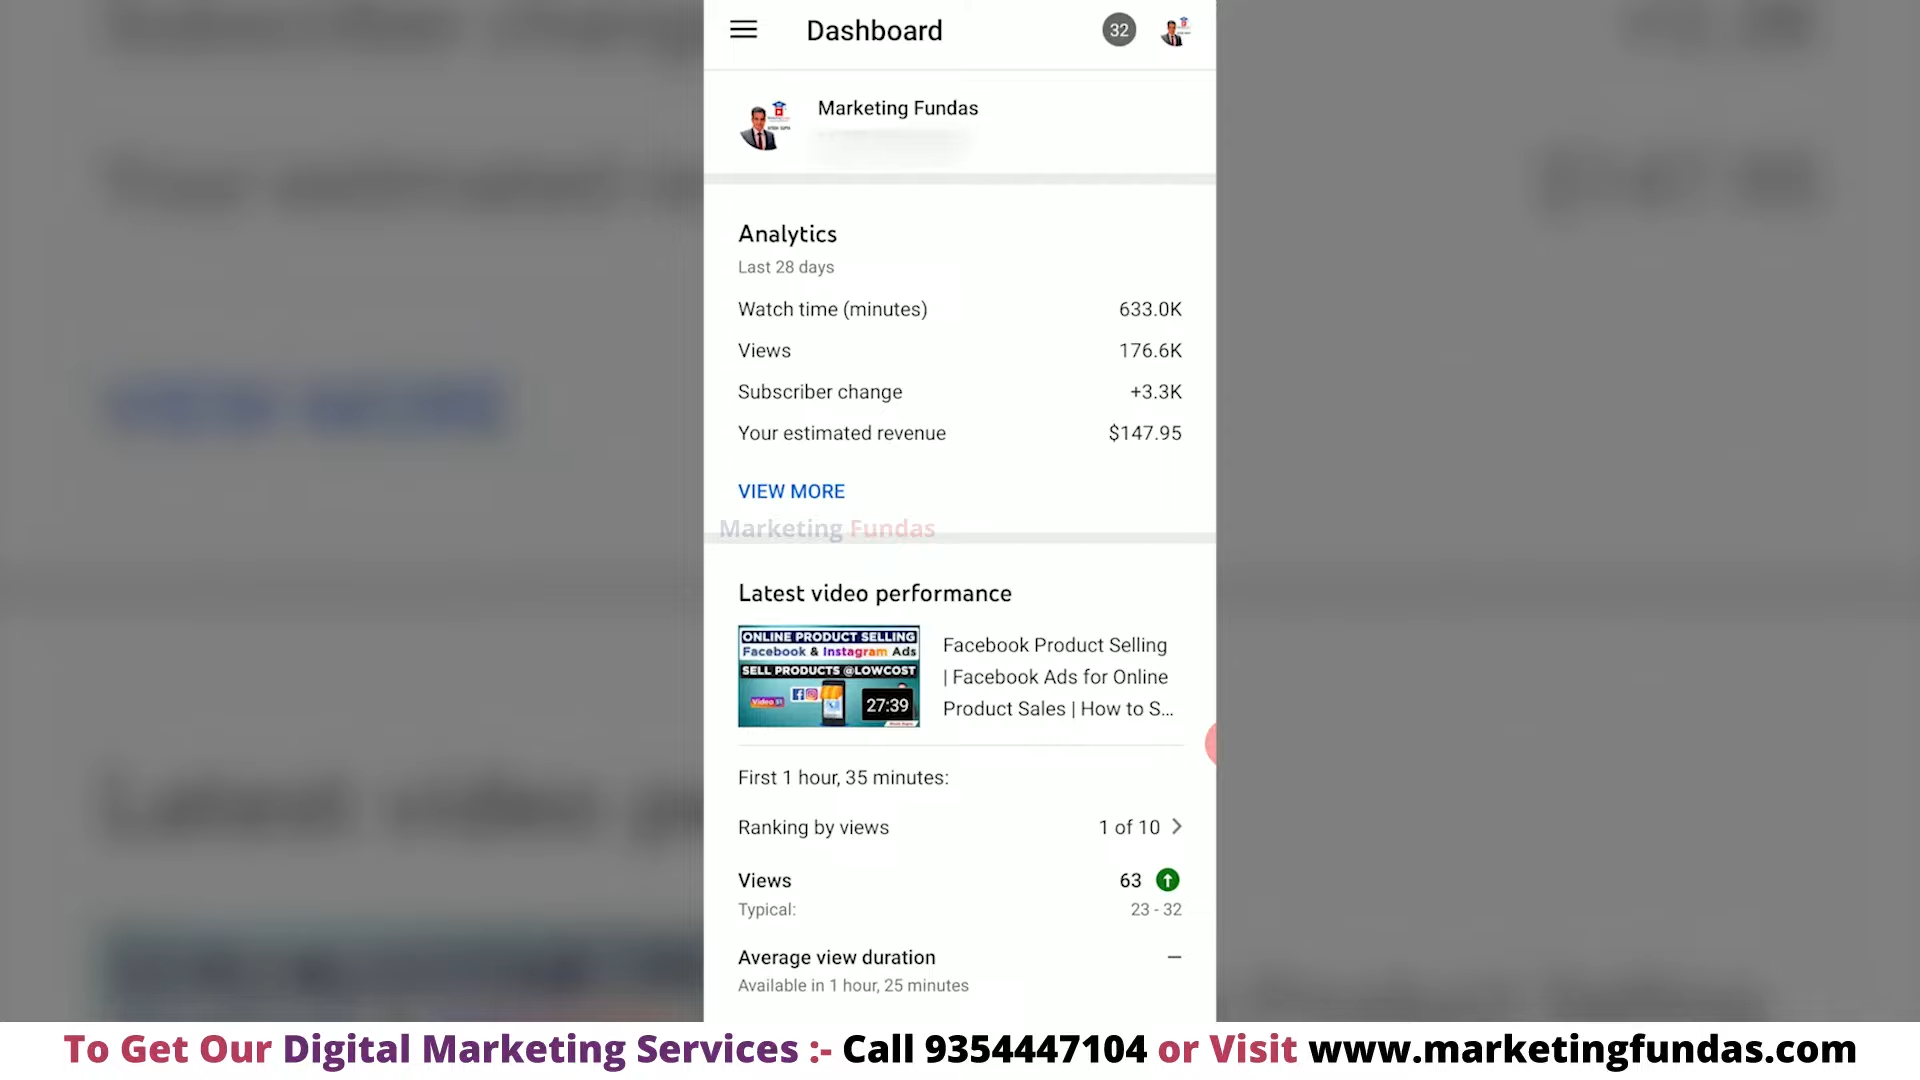 Dashboard
32
Marketing Fundas
Analytics
Last 28 days
Watch time (minutes) 633.0K
Views 176.6K
Subscriber change +3.3K
Your estimated revenue $147.95
VIEW MORE
Marketing Fundas
Latest video performance
ONLINE PRODUCT SELLING
Facebook & Instagram Ads
SELL PRODUCTS @LOWCOST
Video 51
27:39
Facebook Product Selling
| Facebook Ads for Online
Product Sales | How to S...
First 1 hour, 35 minutes:
Ranking by views 1 of 10
Views 63
Typical: 23 - 32
Average view duration –
Available in 1 hour, 25 minutes
To Get Our Digital Marketing Services :- Call 9354447104 or Visit www.marketingfundas.com